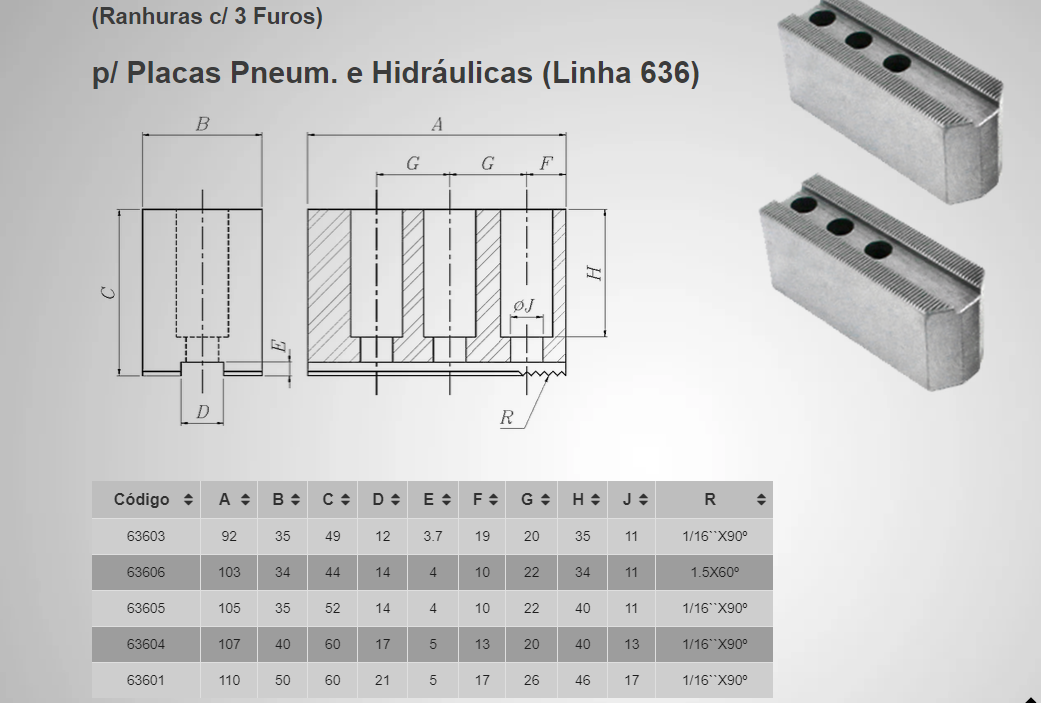 (Ranhuras c/ 3 Furos)
p/ Placas Pneum. e Hidráulicas (Linha 636)
B A
G G F
C H
øJ
E
D R
Código A B C D E F G H J R
63603 92 35 49 12 3.7 19 20 35 11 1/16``X90º
63606 103 34 44 14 4 10 22 34 11 1.5X60º
63605 105 35 52 14 4 10 22 40 11 1/16``X90º
63604 107 40 60 17 5 13 20 40 13 1/16``X90º
63601 110 50 60 21 5 17 26 46 17 1/16``X90º